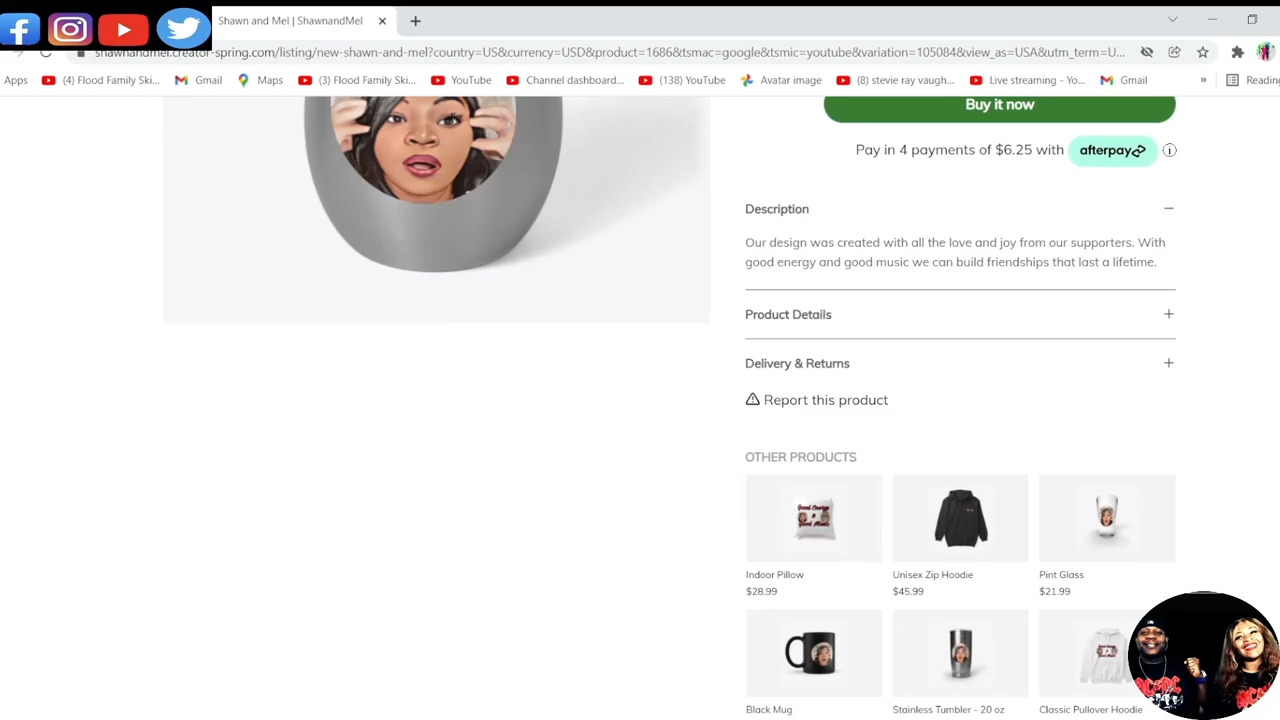 Shawn and Mel | ShawnandMel
shawnandmel.creator-spring.com/listing/new-shawn-and-mel?country=US&currency=USD&product=1686&tsmac=google&tsmic=youtube&variation=105084&view_as=USA&utm_term=U...
Apps (4) Flood Family Ski... Gmail Maps (3) Flood Family Ski... YouTube Channel dashboard... (138) YouTube Avatar image (8) stevie ray vaugh... Live streaming - Yo... Gmail » Reading
Buy it now
Pay in 4 payments of $6.25 with afterpay
Description
Our design was created with all the love and joy from our supporters. With
good energy and good music we can build friendships that last a lifetime.
Product Details
Delivery & Returns
Report this product
OTHER PRODUCTS
Good Energy
&
Good Music
Indoor Pillow
$28.99
Unisex Zip Hoodie
$45.99
Pint Glass
$21.99
Black Mug
Stainless Tumbler - 20 oz
Classic Pullover Hoodie